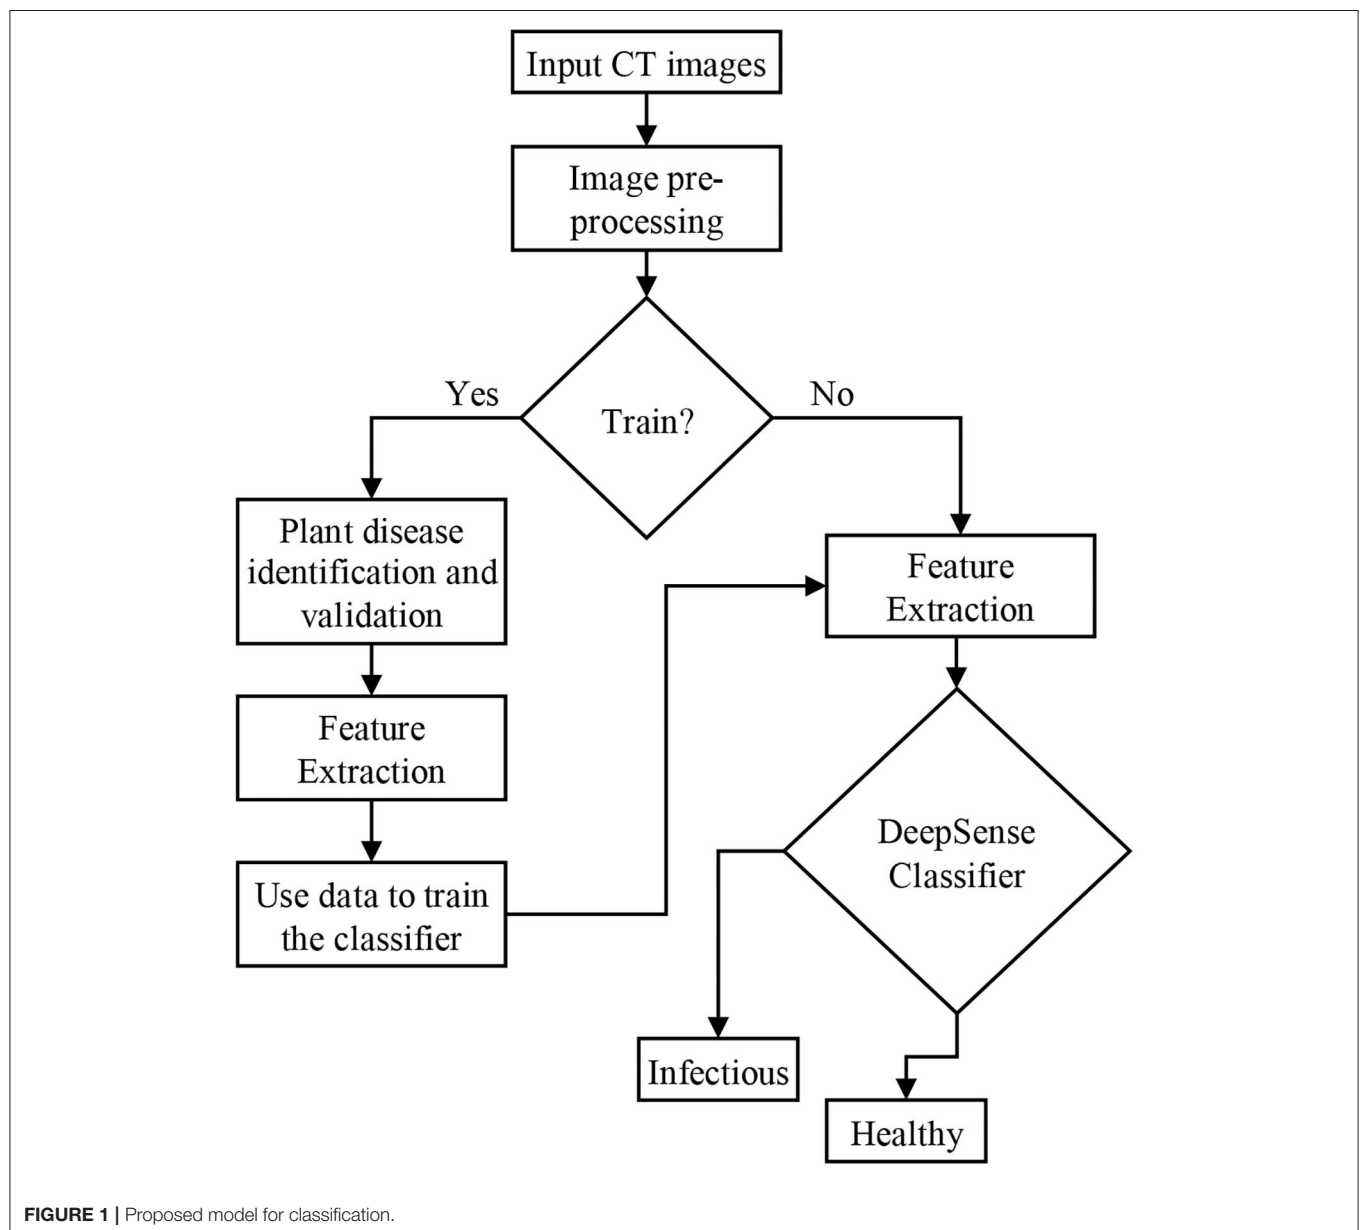 Input CT images
Image pre-
processing
Train?
Yes
No
Plant disease
identification and
validation
Feature
Extraction
Use data to train
the classifier
Feature
Extraction
DeepSense
Classifier
Infectious
Healthy
FIGURE 1 | Proposed model for classification.